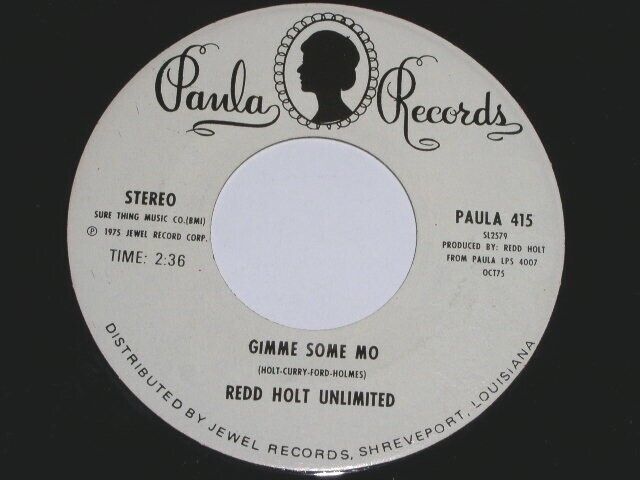 Paula Records
STEREO
SURE THING MUSIC CO.(BMI)
℗ 1975 JEWEL RECORD CORP.
TIME: 2:36
PAULA 415
SL2579
PRODUCED BY: REDD HOLT
FROM PAULA LPS 4007
OCT75
GIMME SOME MO
(HOLT-CURRY-FORD-HOLMES)
REDD HOLT UNLIMITED
DISTRIBUTED BY JEWEL RECORDS, SHREVEPORT, LOUISIANA